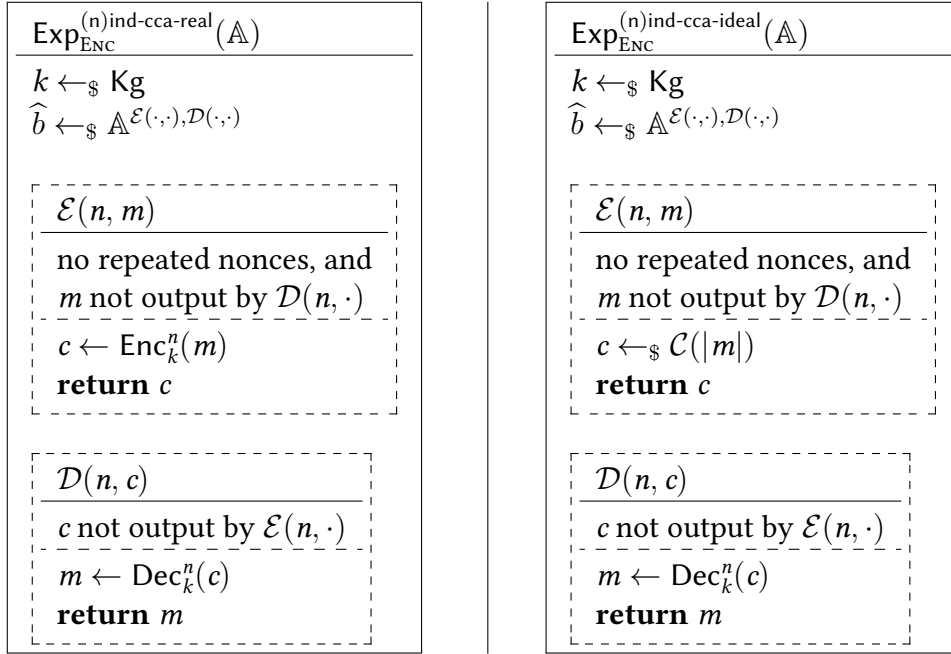 Exp_Enc^(n)ind-cca-real(𝔸)
k ←$ Kg
b̂ ←$ 𝔸^ℰ(·,·),𝒟(·,·)
ℰ(n, m)
no repeated nonces, and
m not output by 𝒟(n, ·)
c ← Enc_k^n(m)
return c
𝒟(n, c)
c not output by ℰ(n, ·)
m ← Dec_k^n(c)
return m
Exp_Enc^(n)ind-cca-ideal(𝔸)
k ←$ Kg
b̂ ←$ 𝔸^ℰ(·,·),𝒟(·,·)
ℰ(n, m)
no repeated nonces, and
m not output by 𝒟(n, ·)
c ←$ 𝒞(|m|)
return c
𝒟(n, c)
c not output by ℰ(n, ·)
m ← Dec_k^n(c)
return m